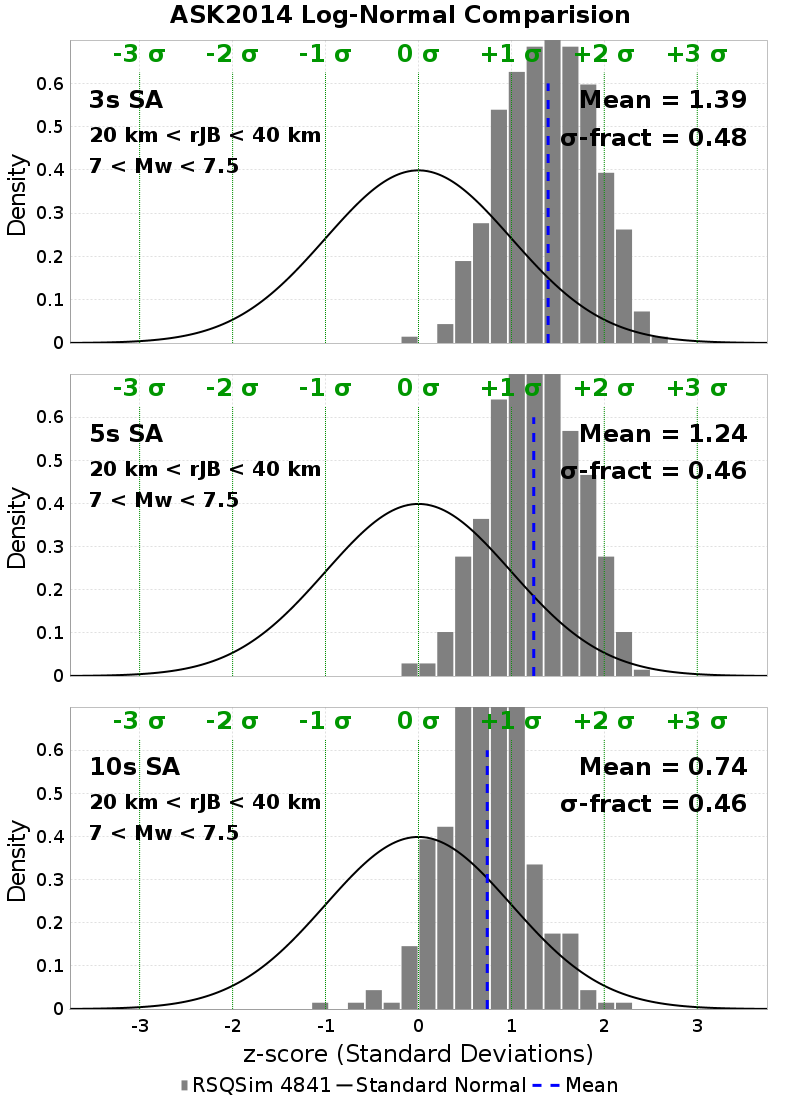 ASK2014 Log-Normal Comparision
-3 σ -2 σ -1 σ 0 σ +1 σ +2 σ +3 σ
0.6
3s SA Mean = 1.39
0.5
20 km < rJB < 40 km σ-fract = 0.48
7 < Mw < 7.5
0.4
0.3
0.2
0.1
0
Density
-3 σ -2 σ -1 σ 0 σ +1 σ +2 σ +3 σ
0.6
5s SA Mean = 1.24
0.5
20 km < rJB < 40 km σ-fract = 0.46
7 < Mw < 7.5
0.4
0.3
0.2
0.1
0
Density
-3 σ -2 σ -1 σ 0 σ +1 σ +2 σ +3 σ
0.6
10s SA Mean = 0.74
0.5
20 km < rJB < 40 km σ-fract = 0.46
7 < Mw < 7.5
0.4
0.3
0.2
0.1
0
Density
-3 -2 -1 0 1 2 3
z-score (Standard Deviations)
RSQSim 4841 Standard Normal Mean